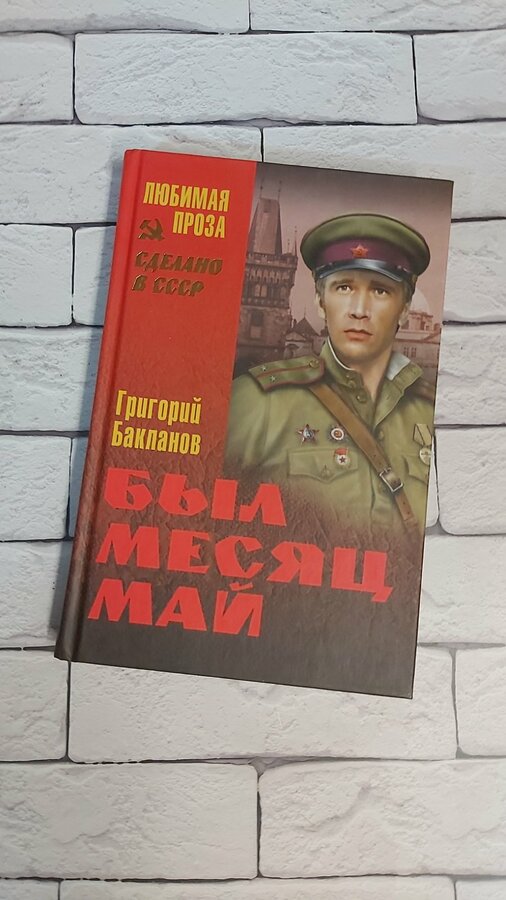 ЛЮБИМАЯ
ПРОЗА
СДЕЛАНО
В СССР
Григорий
Бакланов
БЫЛ
МЕСЯЦ
МАЙ